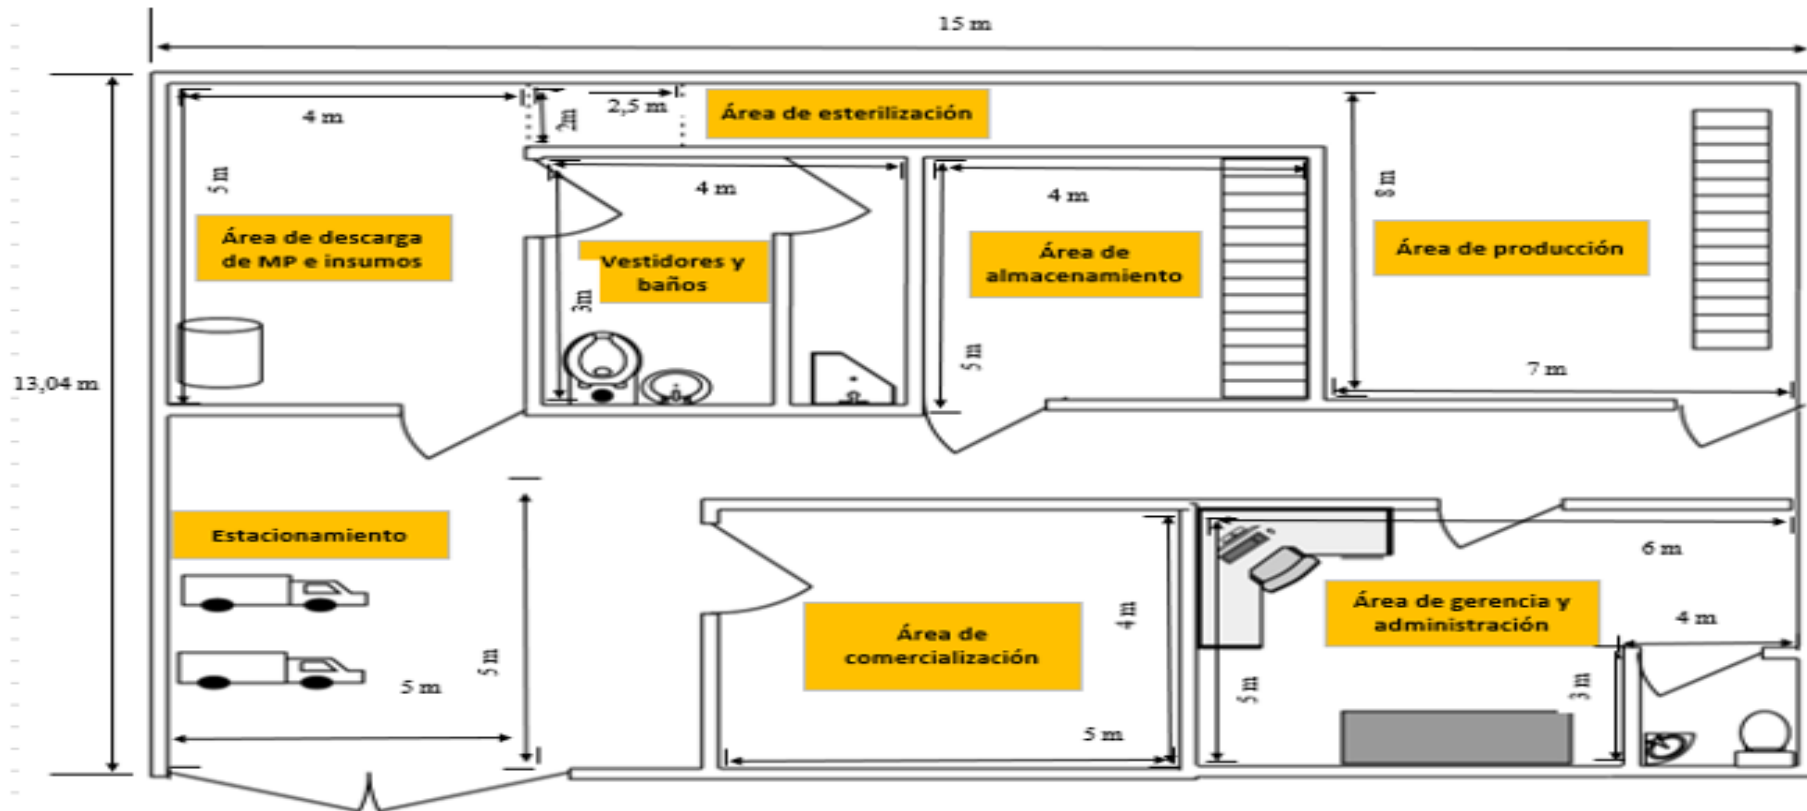 15 m
4 m
2m
2,5 m
Área de esterilización
5 m
4 m
4 m
8 m
Área de descarga
de MP e insumos
Vestidores y
baños
3m
Área de
almacenamiento
5 m
Área de producción
7 m
13,04 m
Estacionamiento
5 m
5 m
Área de
comercialización
4 m
5 m
6 m
Área de gerencia y
administración
4 m
5 m
3 m